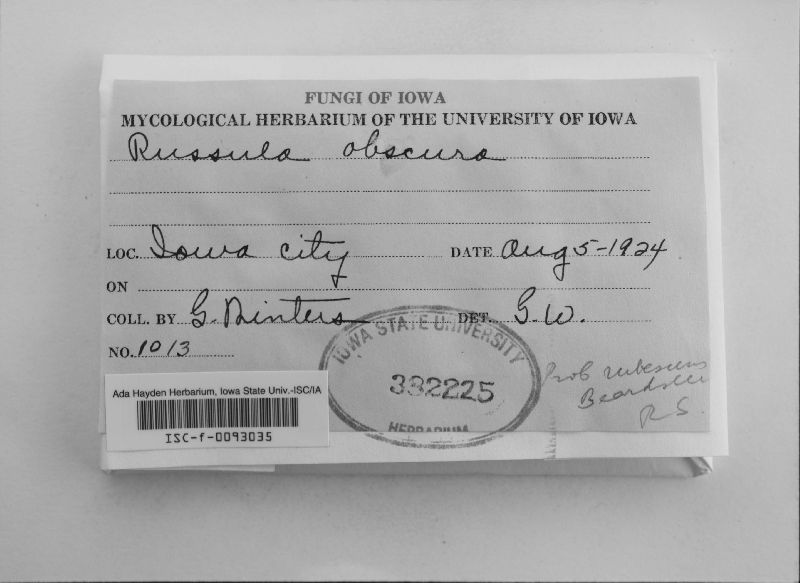 FUNGI OF IOWA
MYCOLOGICAL HERBARIUM OF THE UNIVERSITY OF IOWA
Russula obscura
LOC. Iowa city DATE Aug 5-1924
ON
COLL. BY G. Winters DET. G.W.
NO. 1013
IOWA STATE UNIVERSITY
332225
HERBARIUM
Prob rubescens
Beardslee
R S.
Ada Hayden Herbarium, Iowa State Univ.-ISC/IA
ISC-f-0093035